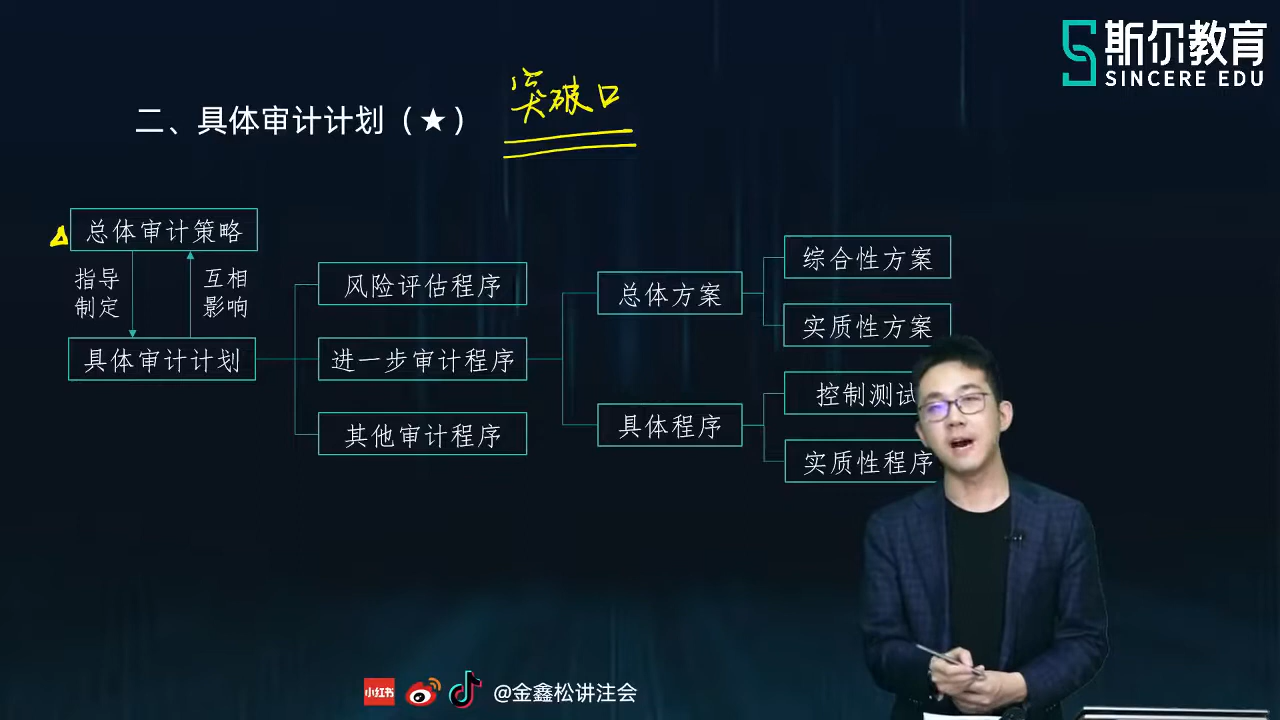 斯尔教育
SINCERE EDU
二、具体审计计划（★）
突破口
总体审计策略
指导
制定
互相
影响
具体审计计划
风险评估程序
进一步审计程序
其他审计程序
总体方案
具体程序
综合性方案
实质性方案
控制测试
实质性程序
小红书
@金鑫松讲注会